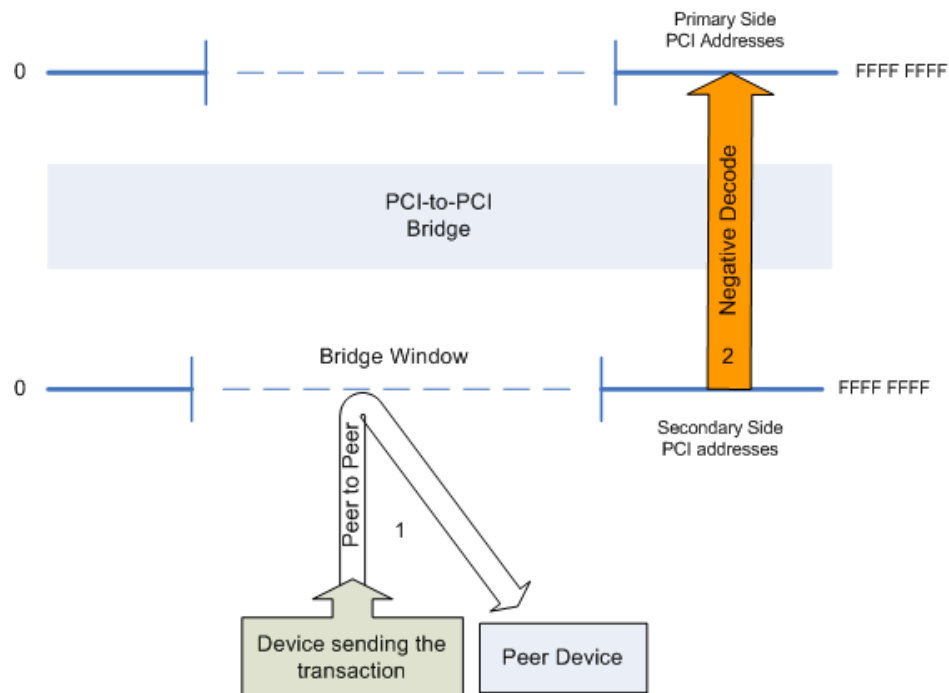 Primary Side
PCI Addresses
0
FFFF FFFF
PCI-to-PCI
Bridge
Negative Decode
2
Bridge Window
0
FFFF FFFF
Secondary Side
PCI addresses
Peer to Peer
1
Device sending the
transaction
Peer Device